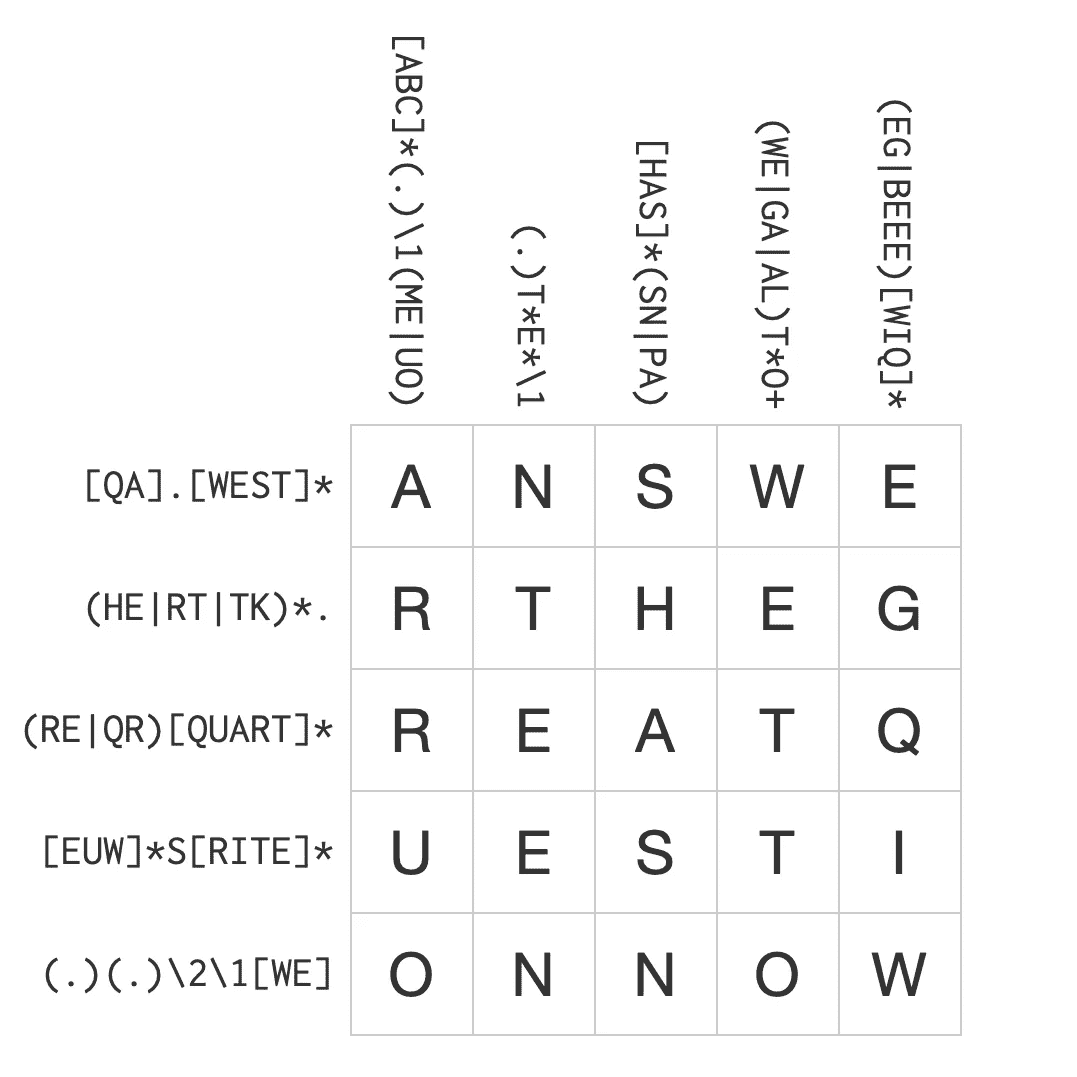 [ABC]*(.)\1(ME|UO)
(.)T*E*\1
[HAS]*(SN|PA)
(WE|GA|AL)T*O+
(EG|BEEE)[WIQ]*
[QA].[WEST]* A N S W E
(HE|RT|TK)*. R T H E G
(RE|QR)[QUART]* R E A T Q
[EUW]*S[RITE]* U E S T I
(.)(.)\2\1[WE] O N N O W